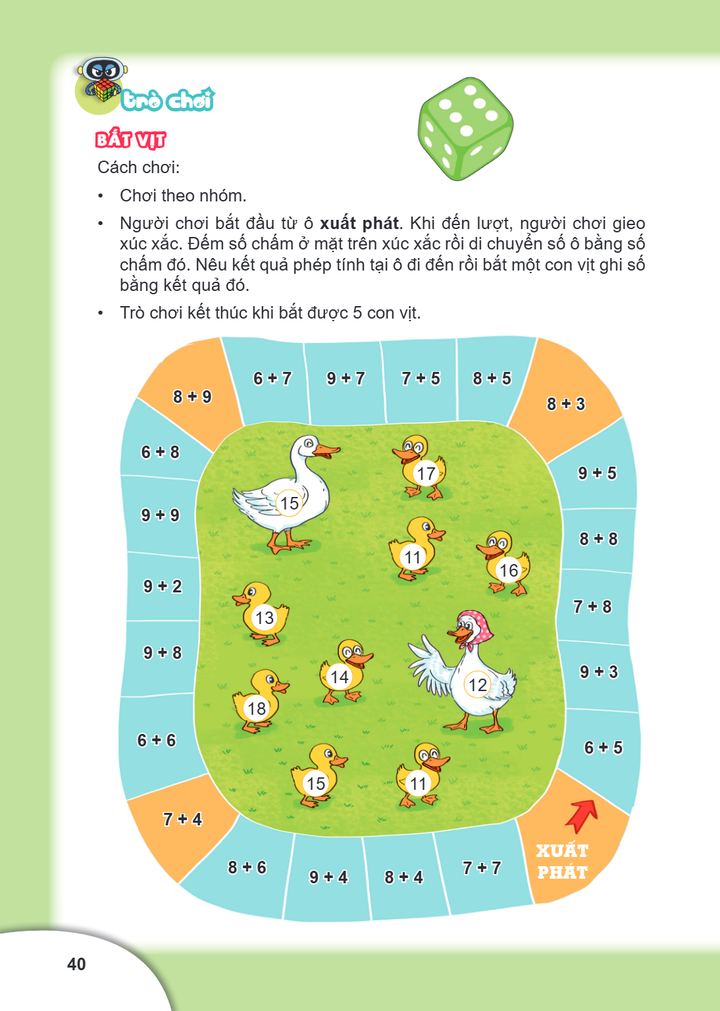 trò chơi
BẮT VỊT
Cách chơi:
• Chơi theo nhóm.
• Người chơi bắt đầu từ ô xuất phát. Khi đến lượt, người chơi gieo
xúc xắc. Đếm số chấm ở mặt trên xúc xắc rồi di chuyển số ô bằng số
chấm đó. Nêu kết quả phép tính tại ô đi đến rồi bắt một con vịt ghi số
bằng kết quả đó.
• Trò chơi kết thúc khi bắt được 5 con vịt.
8 + 9
6 + 7
9 + 7
7 + 5
8 + 5
8 + 3
6 + 8
9 + 5
9 + 9
8 + 8
9 + 2
7 + 8
9 + 8
9 + 3
6 + 6
6 + 5
7 + 4
8 + 6
9 + 4
8 + 4
7 + 7
XUẤT
PHÁT
15
17
11
16
13
14
12
18
15
11
40